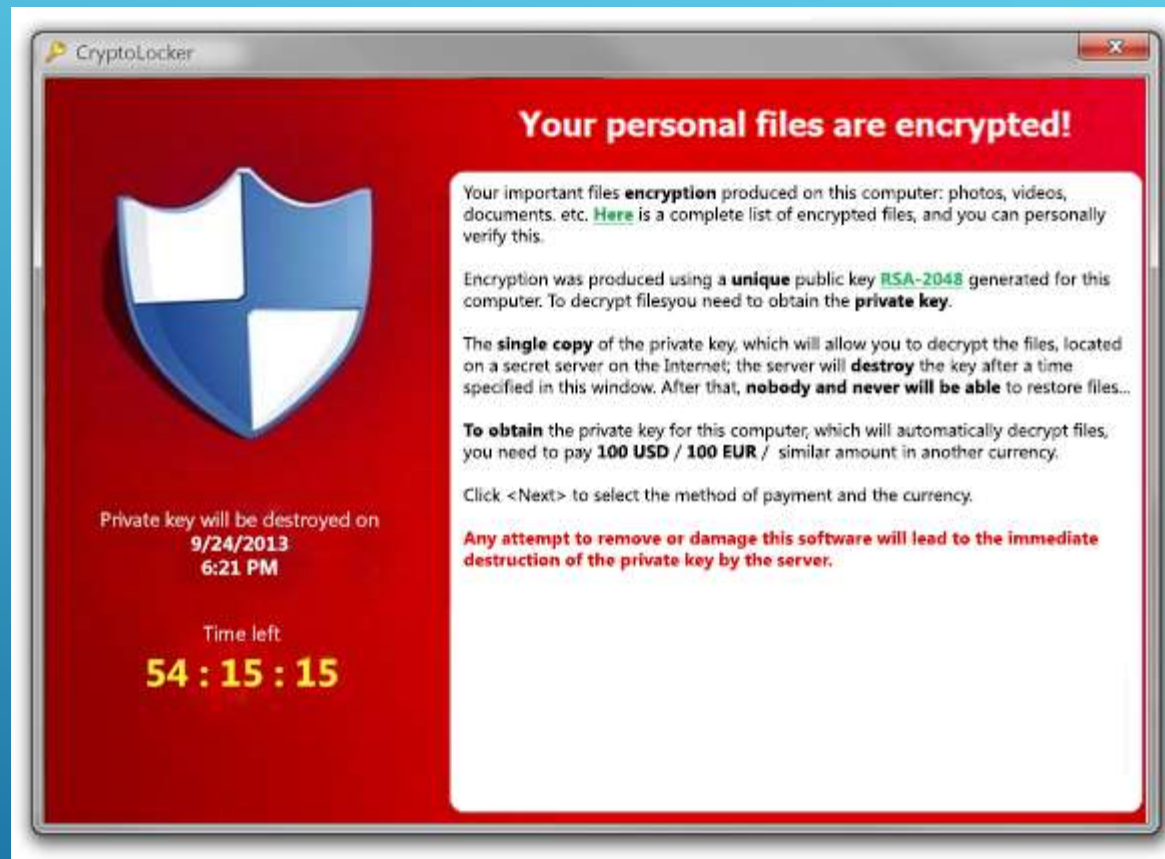 CryptoLocker
Your personal files are encrypted!
Your important files encryption produced on this computer: photos, videos,
documents. etc. Here is a complete list of encrypted files, and you can personally
verify this.
Encryption was produced using a unique public key RSA-2048 generated for this
computer. To decrypt filesyou need to obtain the private key.
The single copy of the private key, which will allow you to decrypt the files, located
on a secret server on the Internet; the server will destroy the key after a time
specified in this window. After that, nobody and never will be able to restore files...
To obtain the private key for this computer, which will automatically decrypt files,
you need to pay 100 USD / 100 EUR / similar amount in another currency.
Click <Next> to select the method of payment and the currency.
Any attempt to remove or damage this software will lead to the immediate
destruction of the private key by the server.
Private key will be destroyed on
9/24/2013
6:21 PM
Time left
54 : 15 : 15